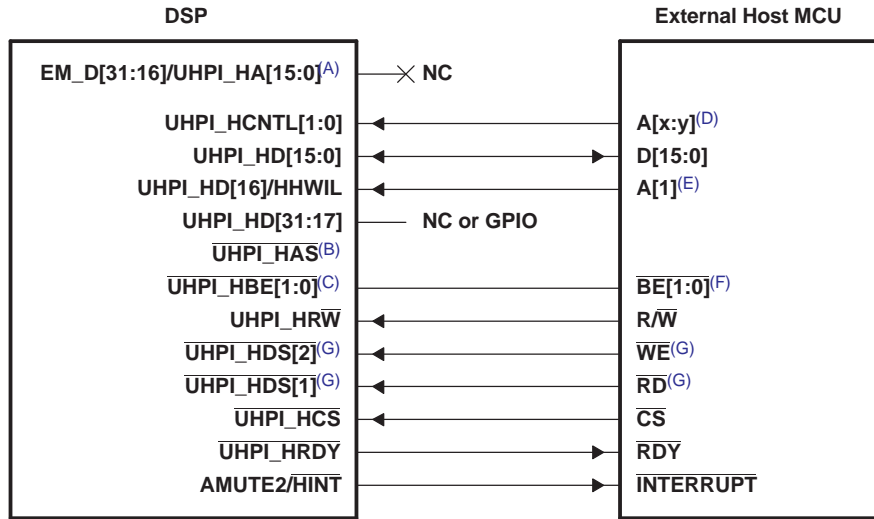 DSP External Host MCU
EM_D[31:16]/UHPI_HA[15:0](A) NC
UHPI_HCNTL[1:0] A[x:y](D)
UHPI_HD[15:0] D[15:0]
UHPI_HD[16]/HHWIL A[1](E)
UHPI_HD[31:17] NC or GPIO
UHPI_HAS(B)
UHPI_HBE[1:0](C) BE[1:0](F)
UHPI_HRW R/W
UHPI_HDS[2](G) WE(G)
UHPI_HDS[1](G) RD(G)
UHPI_HCS CS
UHPI_HRDY RDY
AMUTE2/HINT INTERRUPT